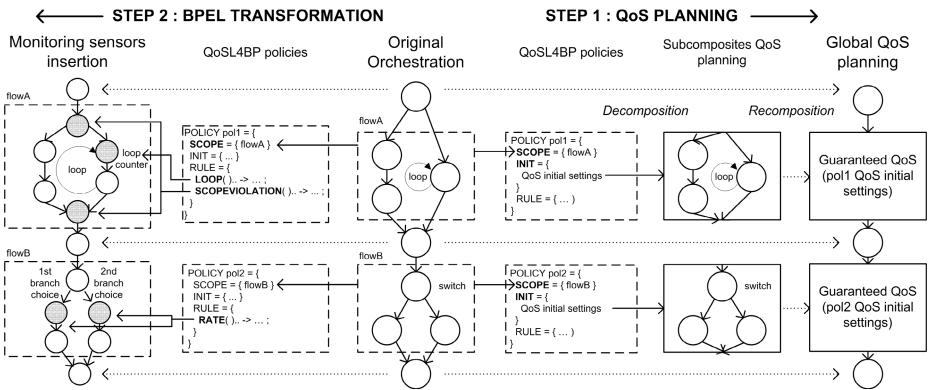 STEP 2 : BPEL TRANSFORMATION
STEP 1 : QoS PLANNING
Monitoring sensors
insertion
QoSL4BP policies
Original
Orchestration
QoSL4BP policies
Subcomposites QoS
planning
Global QoS
planning
flowA
loop
counter
loop
POLICY pol1 = {
SCOPE = { flowA }
INIT = { ... }
RULE = {
LOOP( ).. -> ... ;
SCOPEVIOLATION( ).. -> ... ;
}
}
flowA
loop
POLICY pol1 = {
SCOPE = { flowA }
INIT = {
QoS initial settings
}
RULE = { ... )
}
Decomposition
Recomposition
loop
Guaranteed QoS
(pol1 QoS initial
settings)
flowB
1st
branch
choice
2nd
branch
choice
POLICY pol2 = {
SCOPE = { flowB }
INIT = { ... }
RULE = {
RATE( ).. -> ... ;
}
}
flowB
switch
POLICY pol2 = {
SCOPE = { flowB }
INIT = {
QoS initial settings
}
RULE = { ... )
}
switch
Guaranteed QoS
(pol2 QoS initial
settings)